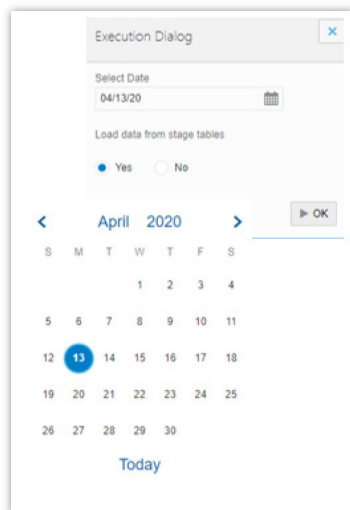 Execution Dialog
Select Date
04/13/20
Load data from stage tables
Yes No
OK
April 2020
S M T W T F S
1 2 3 4
5 6 7 8 9 10 11
12 13 14 15 16 17 18
19 20 21 22 23 24 25
26 27 28 29 30
Today